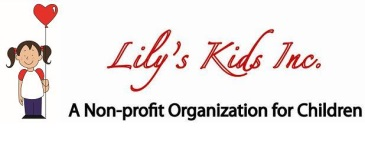 Lily's Kids Inc.
A Non-profit Organization for Children